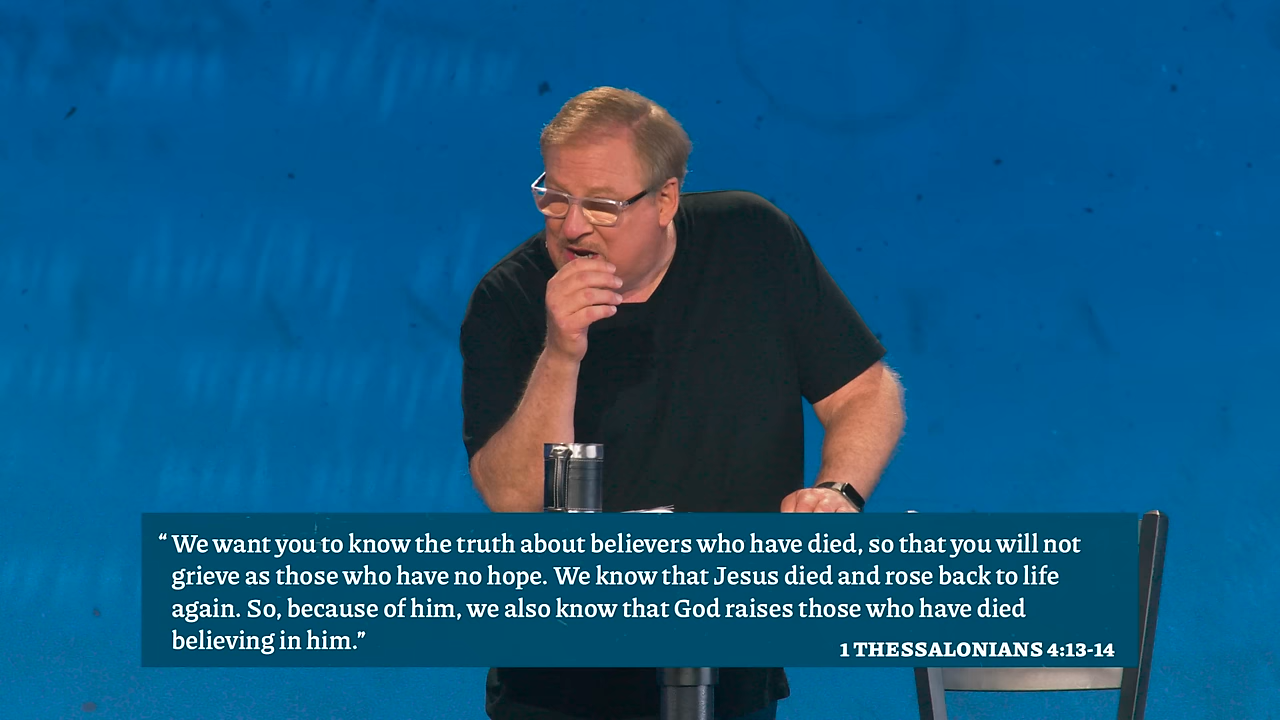 “ We want you to know the truth about believers who have died, so that you will not
grieve as those who have no hope. We know that Jesus died and rose back to life
again. So, because of him, we also know that God raises those who have died
believing in him.”
1 THESSALONIANS 4:13-14